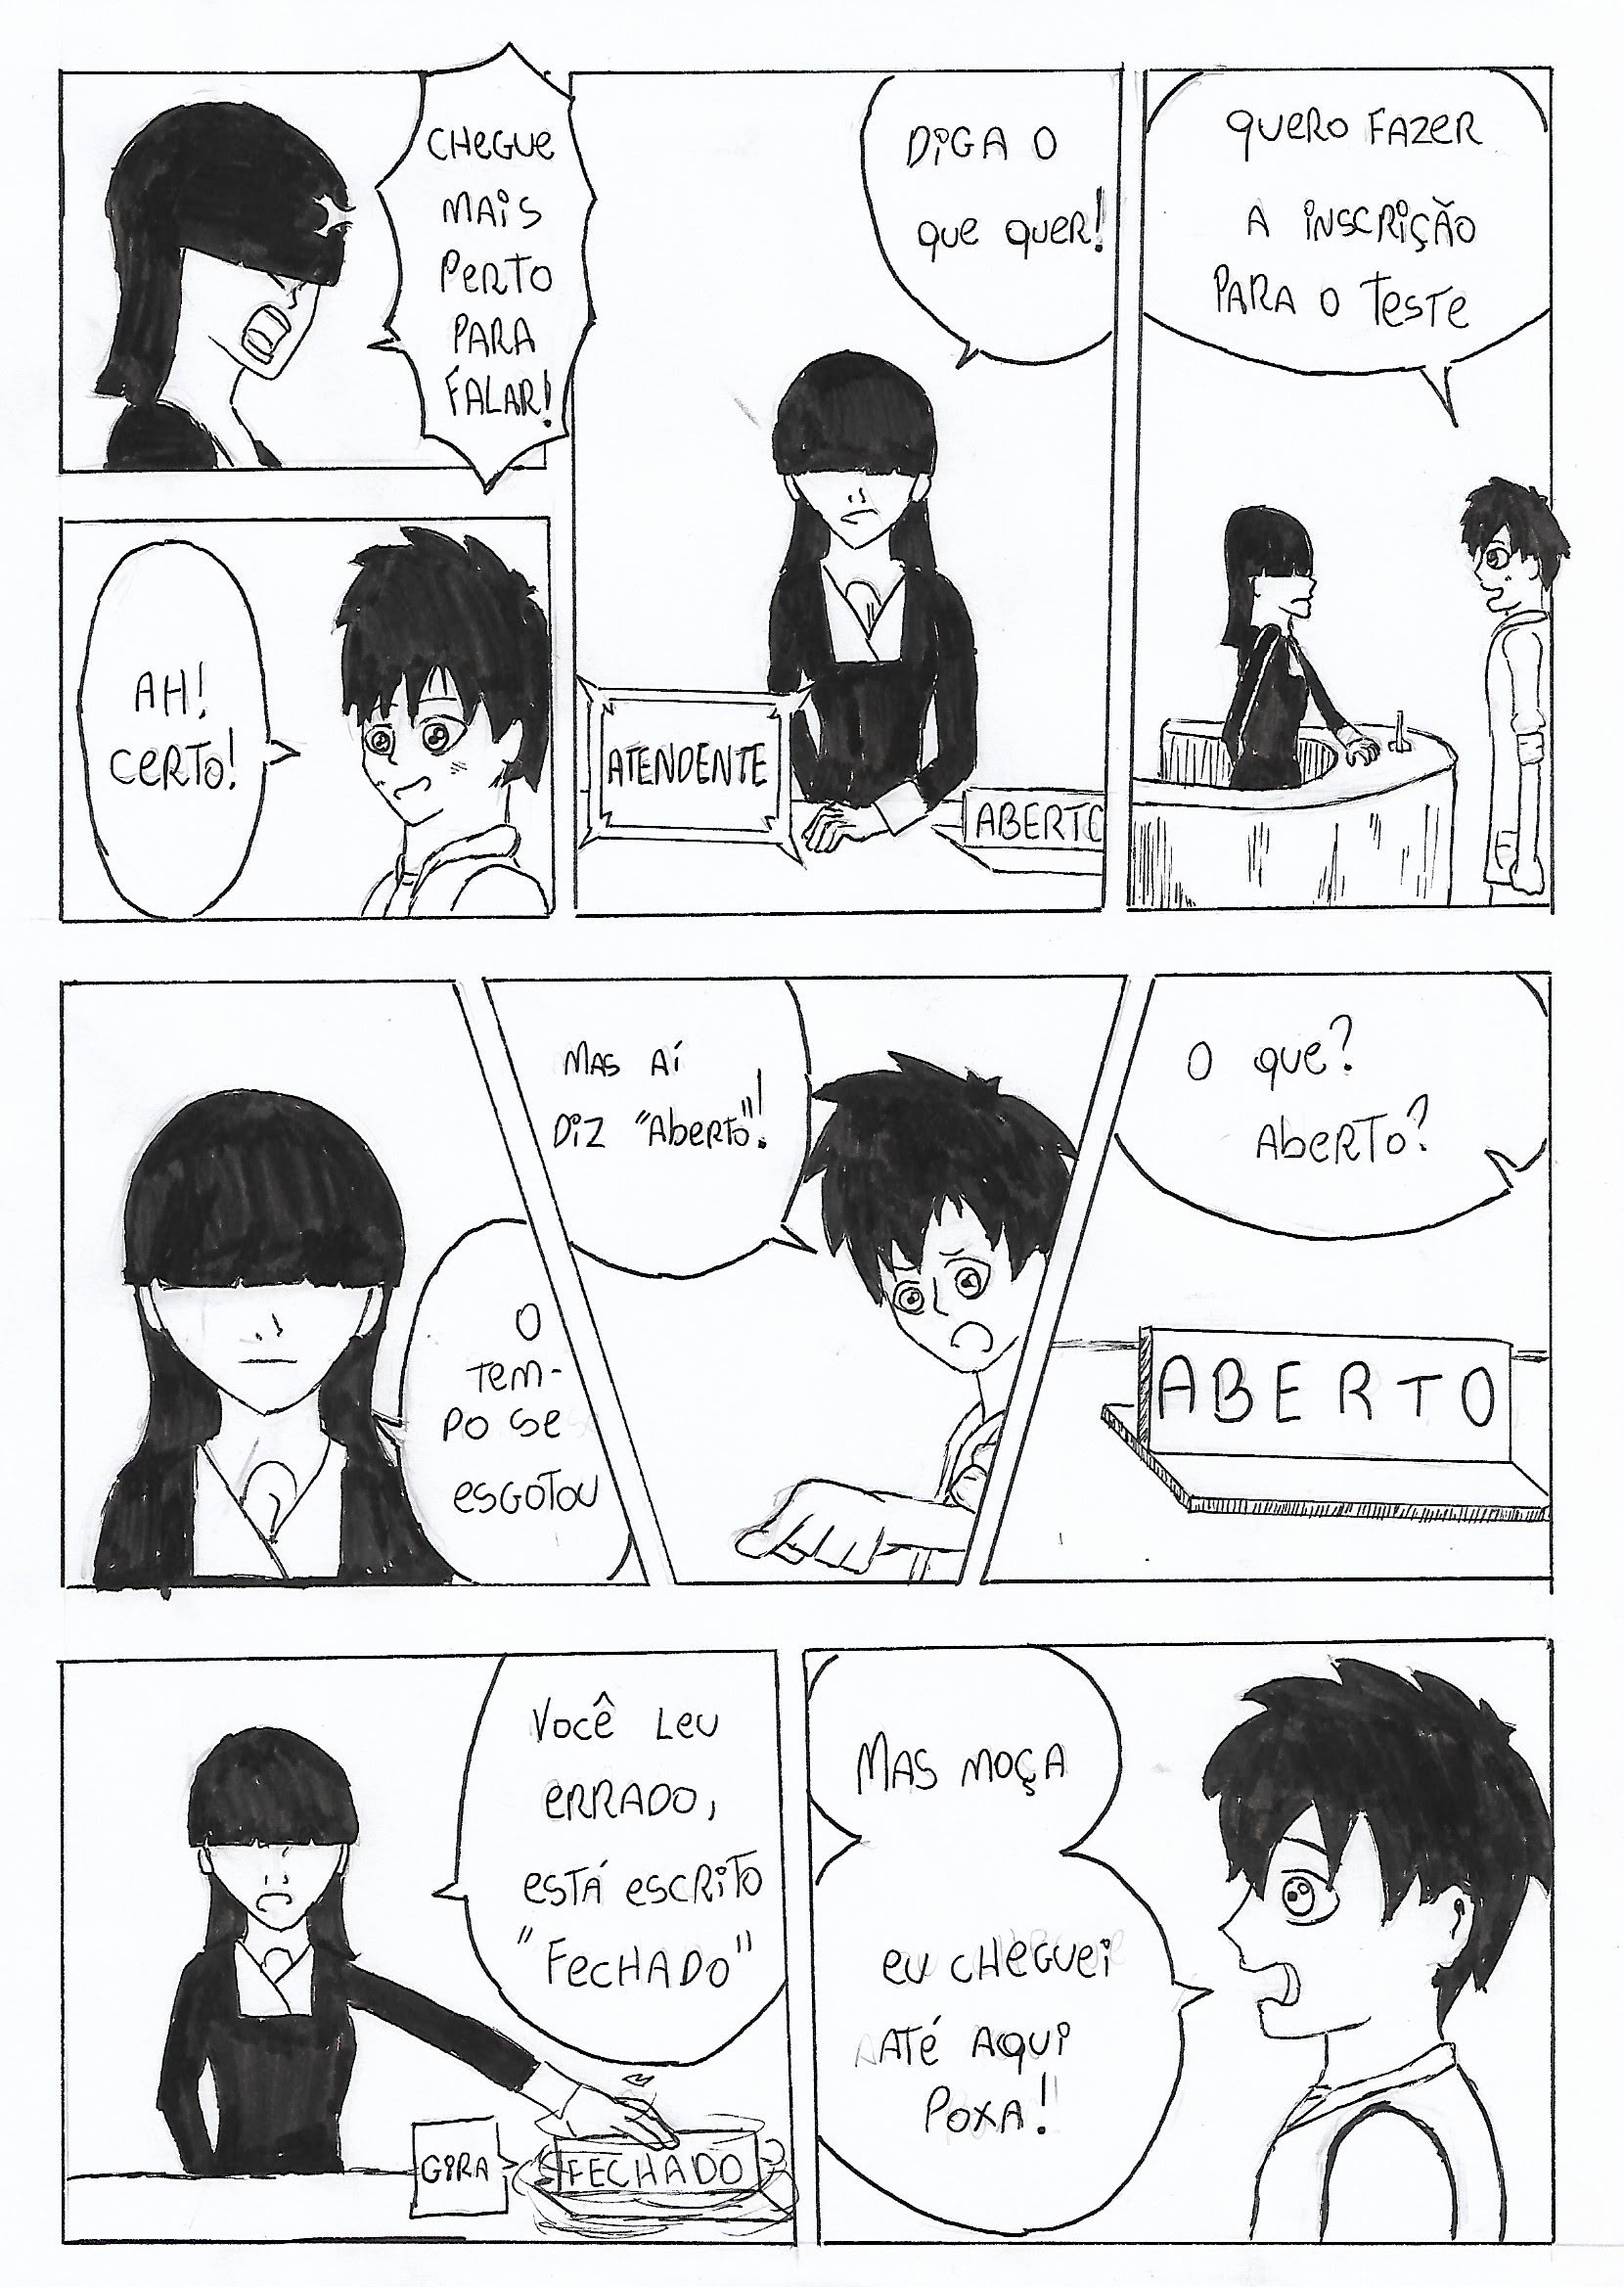 CHEGUE
MAIS
PERTO
PARA
FALAR!
AH!
CERTO!
DIGA O
QUE QUER!
ATENDENTE
ABERTO
QUERO FAZER
A INSCRIÇÃO
PARA O TESTE
O
TEM-
PO SE
ESGOTOU
MAS AÍ
DIZ "ABERTO"!
O QUE?
ABERTO?
ABERTO
VOCÊ LEU
ERRADO,
ESTÁ ESCRITO
"FECHADO"
GIRA
FECHADO
MAS MOÇA
EU CHEGUEI
ATÉ AQUI
POXA!